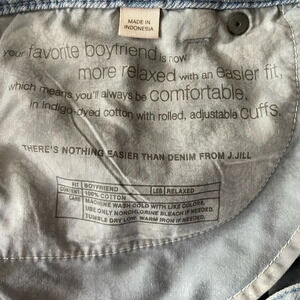 MADE IN
INDONESIA
your favorite boyfriend is now
more relaxed with an easier fit,
which means you'll always be comfortable,
in indigo-dyed cotton with rolled, adjustable cuffs.
THERE'S NOTHING EASIER THAN DENIM FROM J.JILL
FIT BOYFRIEND LEG RELAXED
CONTENT 100% COTTON
CARE MACHINE WASH COLD WITH LIKE COLORS.
USE ONLY NONCHLORINE BLEACH IF NEEDED.
TUMBLE DRY LOW. WARM IRON IF NEEDED.